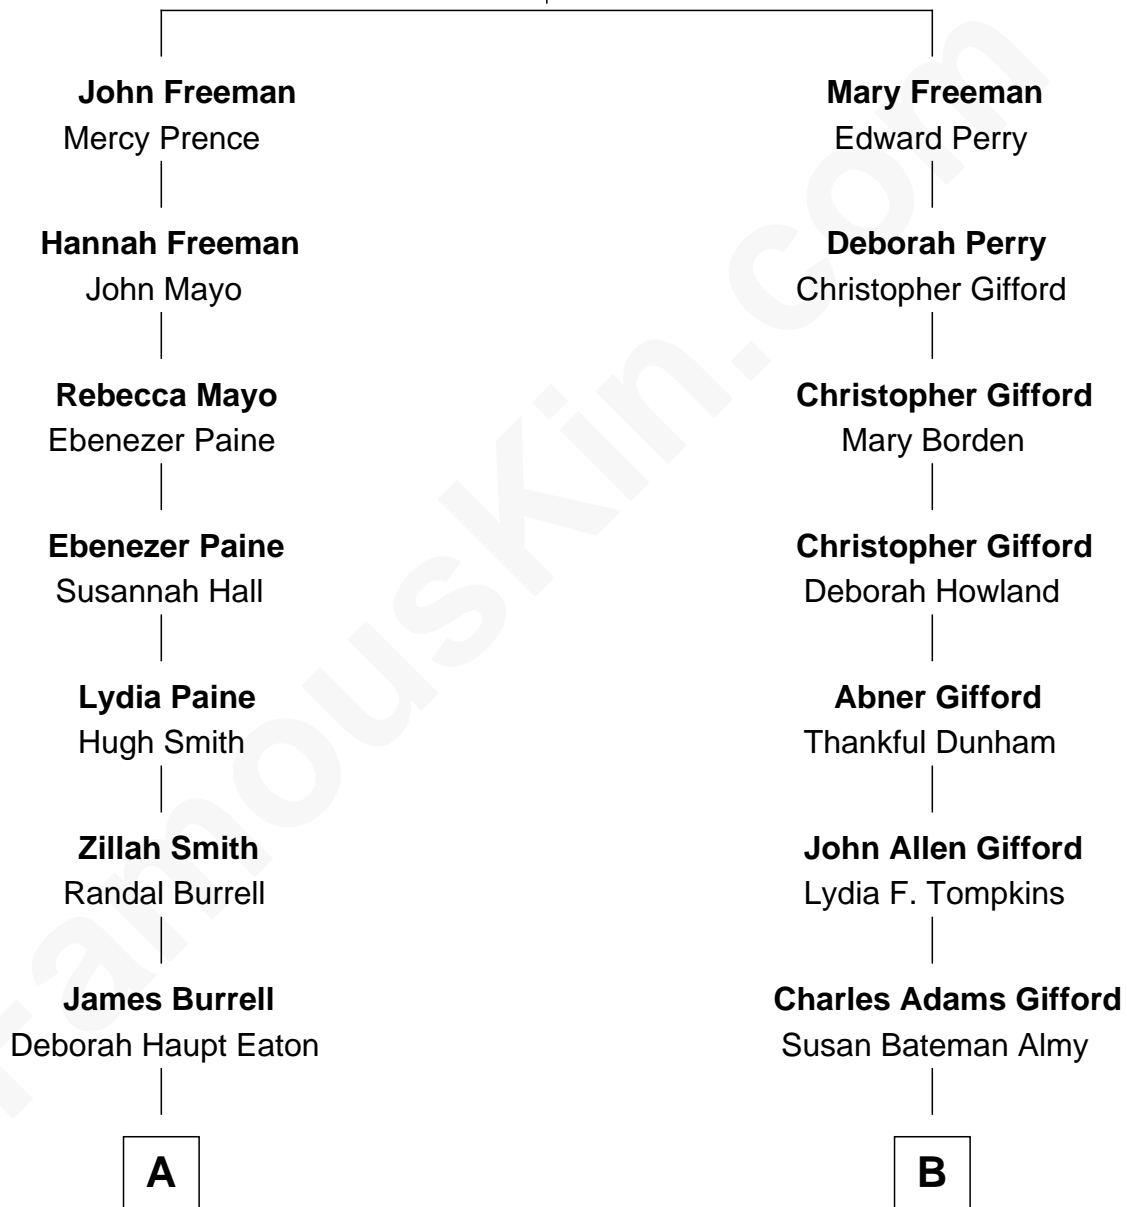 John Freeman
Mercy Prence
Hannah Freeman
John Mayo
Rebecca Mayo
Ebenezer Paine
Ebenezer Paine
Susannah Hall
Lydia Paine
Hugh Smith
Zillah Smith
Randal Burrell
James Burrell
Deborah Haupt Eaton
A
Mary Freeman
Edward Perry
Deborah Perry
Christopher Gifford
Christopher Gifford
Mary Borden
Christopher Gifford
Deborah Howland
Abner Gifford
Thankful Dunham
John Allen Gifford
Lydia F. Tompkins
Charles Adams Gifford
Susan Bateman Almy
B
FamousKin.com